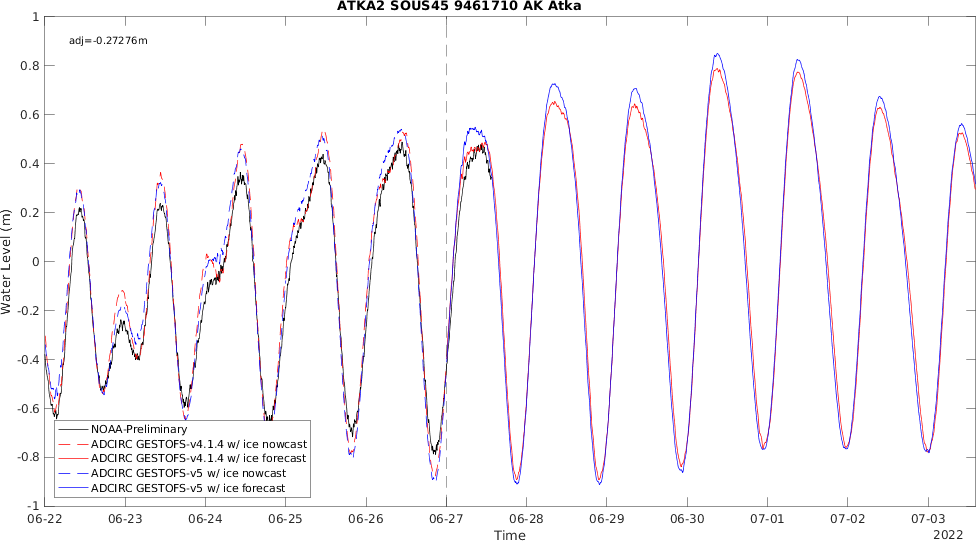 ATKA2 SOUS45 9461710 AK Atka
adj=-0.27276m
1
0.8
0.6
0.4
0.2
0
-0.2
-0.4
-0.6
-0.8
-1
Water Level (m)
NOAA-Preliminary
ADCIRC GESTOFS-v4.1.4 w/ ice nowcast
ADCIRC GESTOFS-v4.1.4 w/ ice forecast
ADCIRC GESTOFS-v5 w/ ice nowcast
ADCIRC GESTOFS-v5 w/ ice forecast
06-22 06-23 06-24 06-25 06-26 06-27 06-28 06-29 06-30 07-01 07-02 07-03
Time
2022